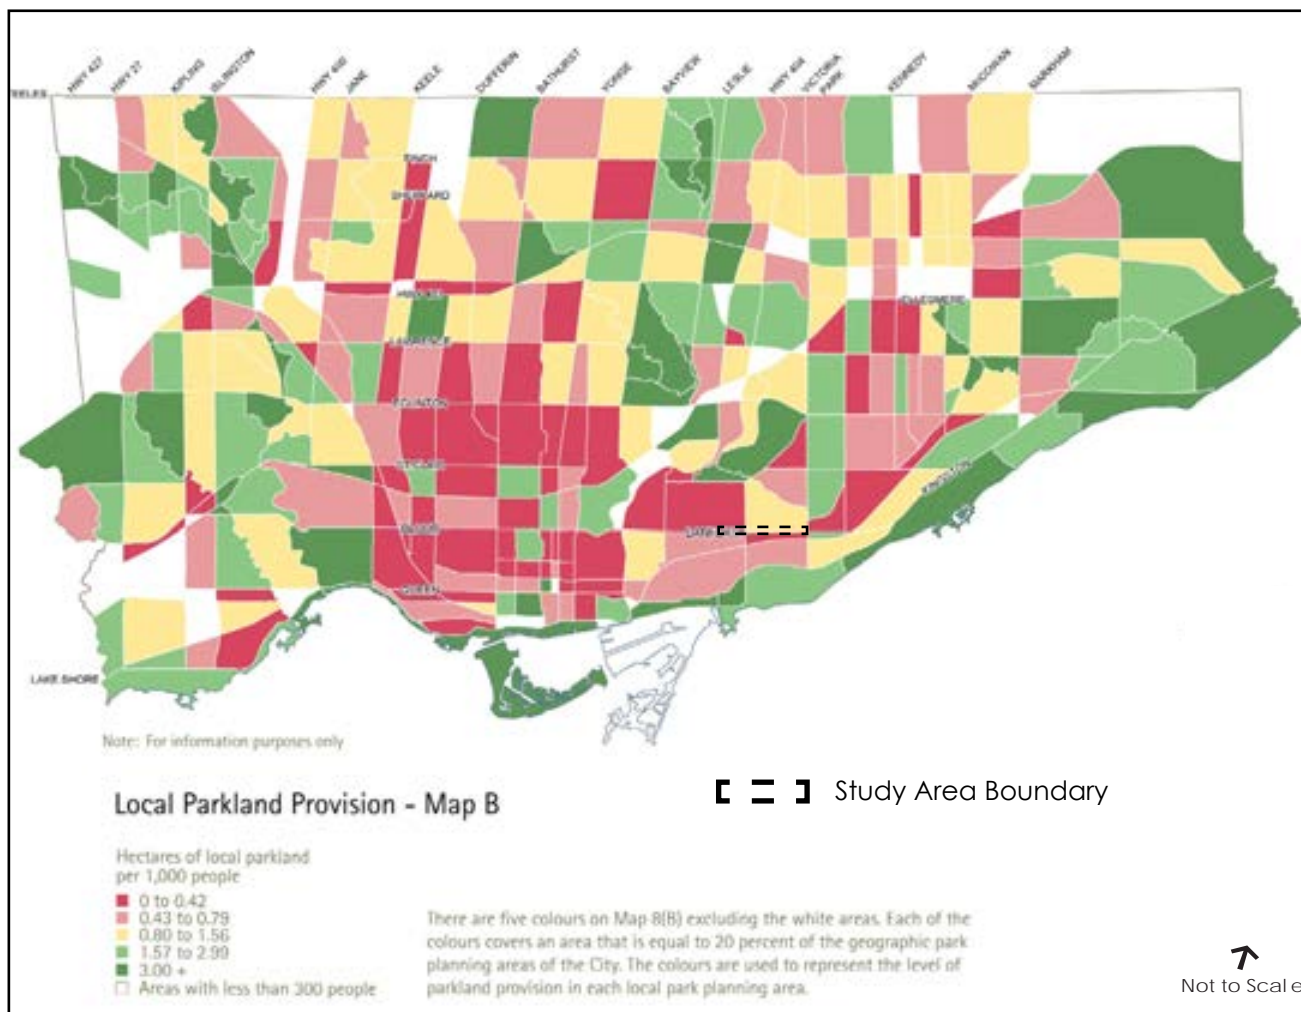 HWY 427
HWY 27
KIPLING
ISLINGTON
HWY 400
JANE
KEELE
DUFFERIN
BATHURST
YONGE
BAYVIEW
LESLIE
HWY 404
VICTORIA
PARK
KENNEDY
MCCOWAN
MARKHAM
FINCH
SHEPPARD
HWY 401
LAWRENCE
EGLINTON
BLOOR
QUEEN
KINGSTON
LAKE SHORE
Note: For information purposes only
Local Parkland Provision - Map B
Study Area Boundary
Hectares of local parkland
per 1,000 people
0 to 0.42
0.43 to 0.79
0.80 to 1.56
1.57 to 2.99
3.00 +
Areas with less than 300 people
There are five colours on Map 8(B) excluding the white areas. Each of the
colours covers an area that is equal to 20 percent of the geographic park
planning areas of the City. The colours are used to represent the level of
parkland provision in each local park planning area.
Not to Scale